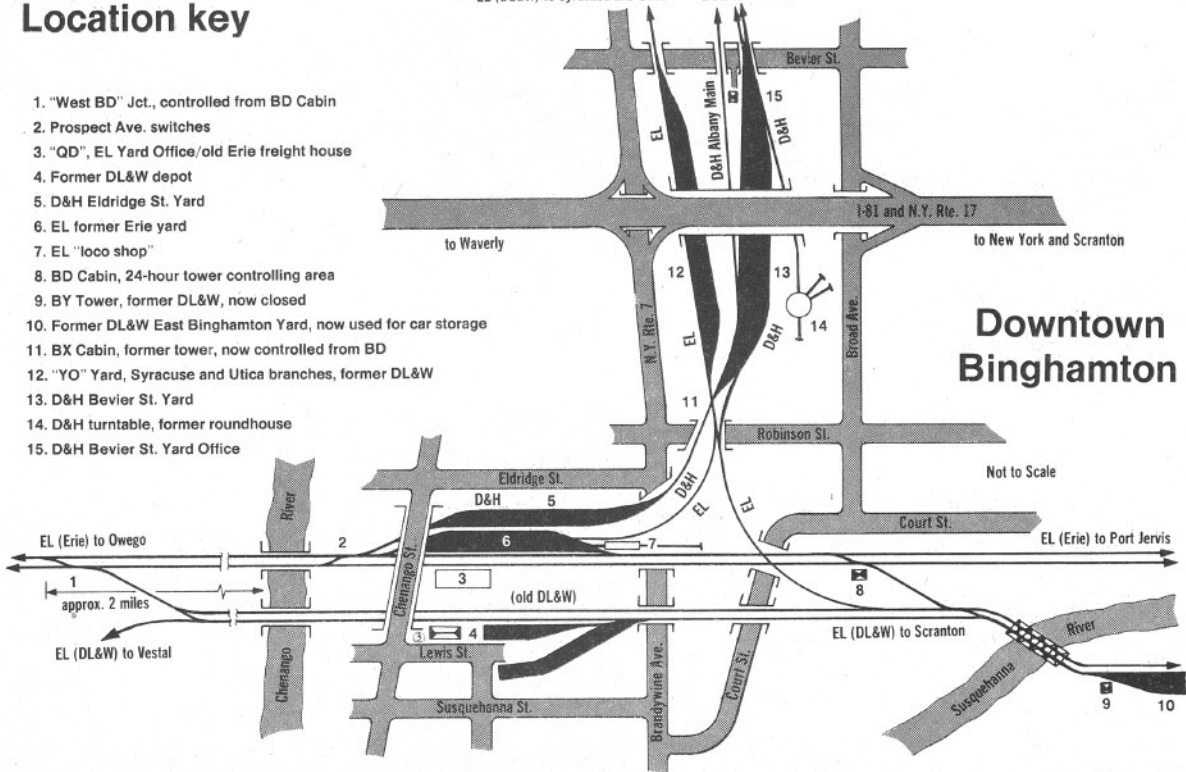 Location key
1. "West BD" Jct., controlled from BD Cabin
2. Prospect Ave. switches
3. "QD", EL Yard Office/old Erie freight house
4. Former DL&W depot
5. D&H Eldridge St. Yard
6. EL former Erie yard
7. EL "loco shop"
8. BD Cabin, 24-hour tower controlling area
9. BY Tower, former DL&W, now closed
10. Former DL&W East Binghamton Yard, now used for car storage
11. BX Cabin, former tower, now controlled from BD
12. "YO" Yard, Syracuse and Utica branches, former DL&W
13. D&H Bevier St. Yard
14. D&H turntable, former roundhouse
15. D&H Bevier St. Yard Office
Bevier St.
EL
D&H Albany Main
15
D&H
I-81 and N.Y. Rte. 17
to Waverly
to New York and Scranton
12
13
14
N.Y. Rte. 7
EL
D&H
Broad Ave.
Downtown
Binghamton
11
Robinson St.
Not to Scale
Eldridge St.
D&H
5
D&H
EL
EL
Court St.
River
EL (Erie) to Owego
2
6
7
EL (Erie) to Port Jervis
1
approx. 2 miles
Chenango St.
3
(old DL&W)
8
EL (DL&W) to Vestal
Chenango
3
4
Lewis St.
EL (DL&W) to Scranton
River
Susquehanna
Susquehanna St.
Brandywine Ave.
Court St.
9
10